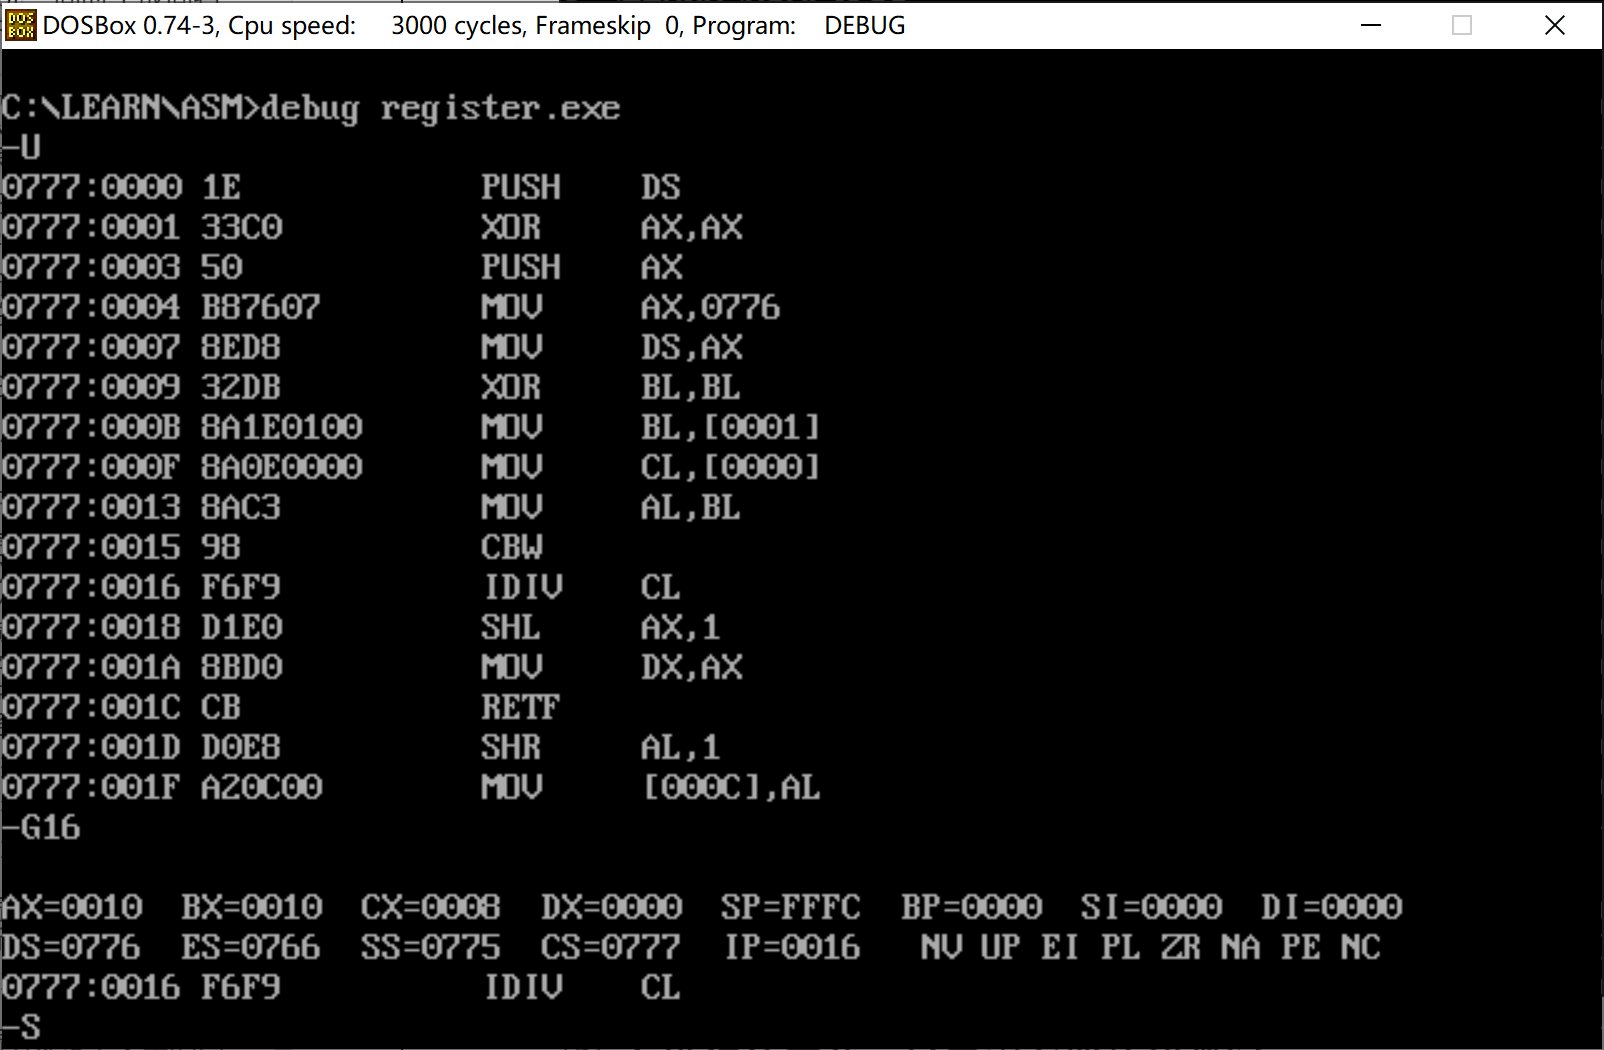 DOSBox 0.74-3, Cpu speed: 3000 cycles, Frameskip 0, Program: DEBUG
C:\LEARN\ASM>debug register.exe
-U
0777:0000 1E PUSH DS
0777:0001 33C0 XOR AX,AX
0777:0003 50 PUSH AX
0777:0004 B87607 MOV AX,0776
0777:0007 8ED8 MOV DS,AX
0777:0009 32DB XOR BL,BL
0777:000B 8A1E0100 MOV BL,[0001]
0777:000F 8A0E0000 MOV CL,[0000]
0777:0013 8AC3 MOV AL,BL
0777:0015 98 CBW
0777:0016 F6F9 IDIV CL
0777:0018 D1E0 SHL AX,1
0777:001A 8BD0 MOV DX,AX
0777:001C CB RETF
0777:001D D0E8 SHR AL,1
0777:001F A20C00 MOV [000C],AL
-G16
AX=0010 BX=0010 CX=0008 DX=0000 SP=FFFC BP=0000 SI=0000 DI=0000
DS=0776 ES=0766 SS=0775 CS=0777 IP=0016 NV UP EI PL ZR NA PE NC
0777:0016 F6F9 IDIV CL
-S